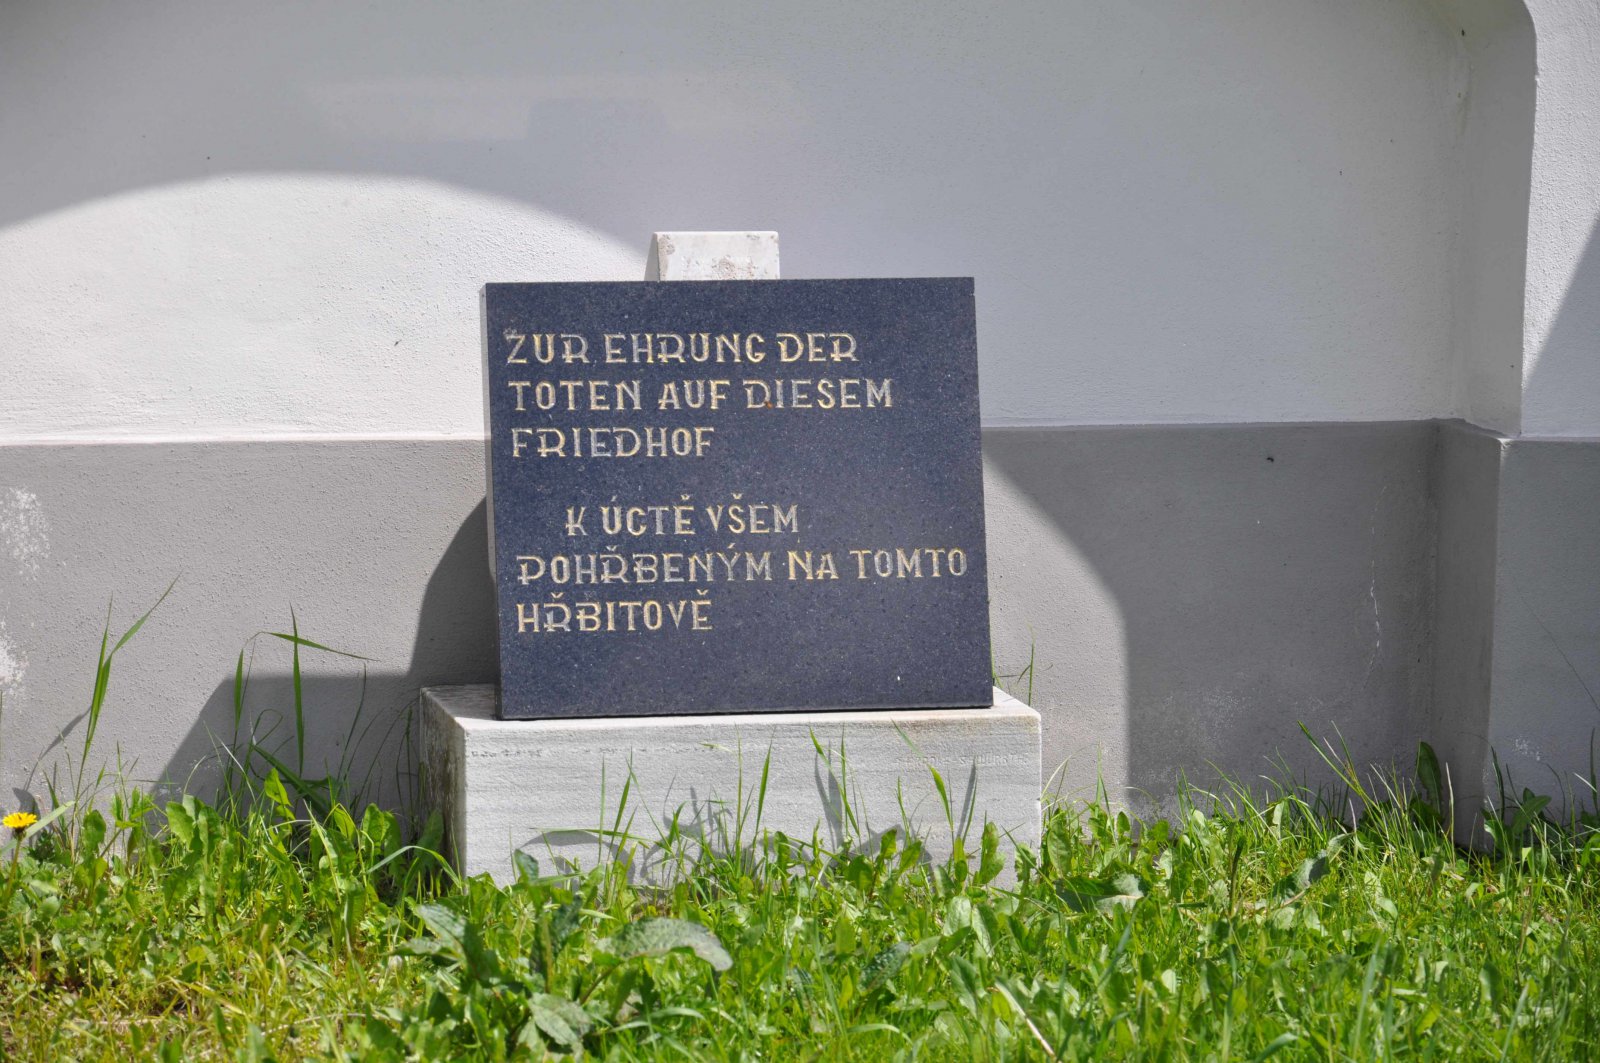 ZUR EHRUNG DER
TOTEN AUF DIESEM
FRIEDHOF
K ÚCTĚ VŠEM
POHŘBENÝM NA TOMTO
HŘBITOVĚ